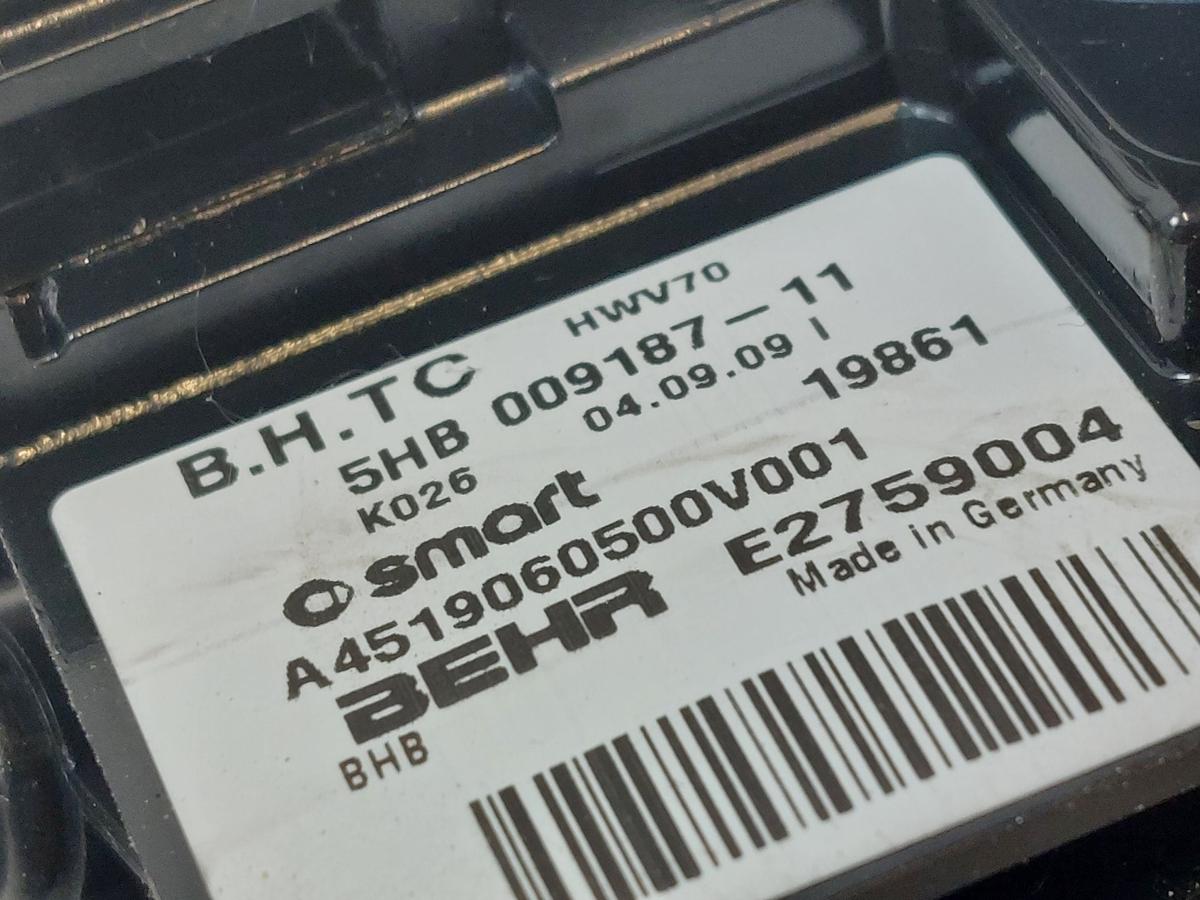 B.H.TC HWV70
5HB 009187-11
K026 04.09.09 I
19861
smart
A4519060500V001
BEHR E2759004
Made in Germany
BHB